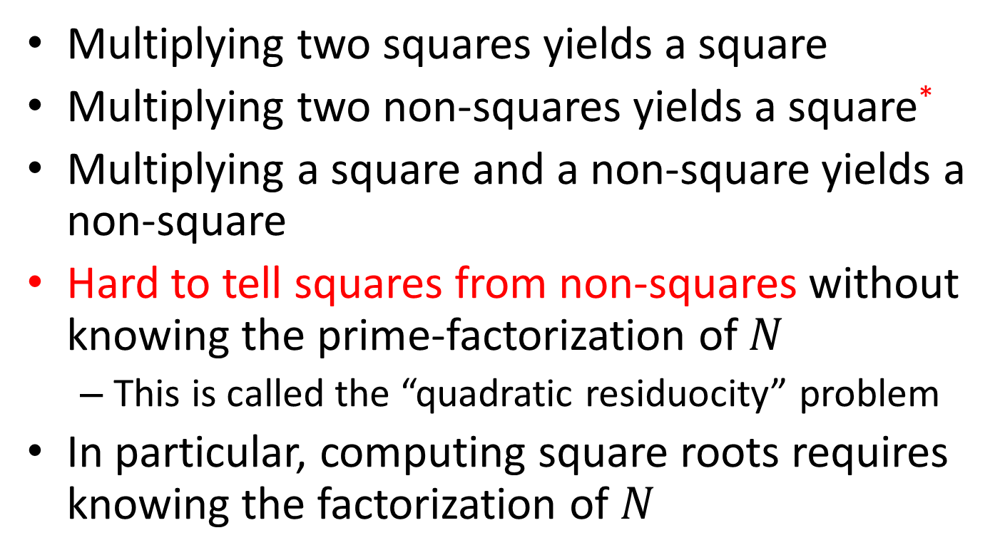 • Multiplying two squares yields a square
• Multiplying two non-squares yields a square*
• Multiplying a square and a non-square yields a
non-square
• Hard to tell squares from non-squares without
knowing the prime-factorization of N
– This is called the “quadratic residuocity” problem
• In particular, computing square roots requires
knowing the factorization of N